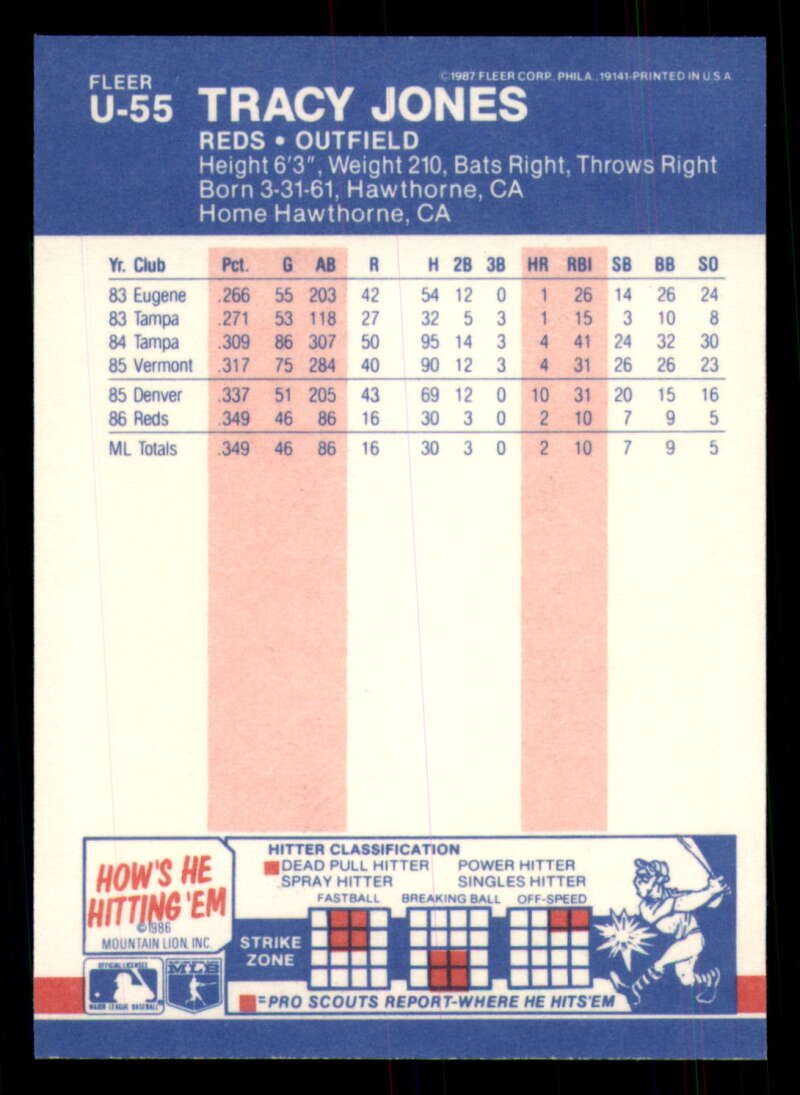 ©1987 FLEER CORP. PHILA., 19141-PRINTED IN U.S.A.
FLEER
U-55 TRACY JONES
REDS • OUTFIELD
Height 6'3", Weight 210, Bats Right, Throws Right
Born 3-31-61, Hawthorne, CA
Home Hawthorne, CA
Yr. Club Pct. G AB R H 2B 3B HR RBI SB BB SO
83 Eugene .266 55 203 42 54 12 0 1 26 14 26 24
83 Tampa .271 53 118 27 32 5 3 1 15 3 10 8
84 Tampa .309 86 307 50 95 14 3 4 41 24 32 30
85 Vermont .317 75 284 40 90 12 3 4 31 26 26 23
85 Denver .337 51 205 43 69 12 0 10 31 20 15 16
86 Reds .349 46 86 16 30 3 0 2 10 7 9 5
ML Totals .349 46 86 16 30 3 0 2 10 7 9 5
HOW'S HE
HITTING 'EM
©1986
MOUNTAIN LION, INC.
HITTER CLASSIFICATION
DEAD PULL HITTER POWER HITTER
SPRAY HITTER SINGLES HITTER
FASTBALL BREAKING BALL OFF-SPEED
STRIKE
ZONE
=PRO SCOUTS REPORT-WHERE HE HITS'EM
OFFICIAL LICENSEE
MAJOR LEAGUE BASEBALL
MLB